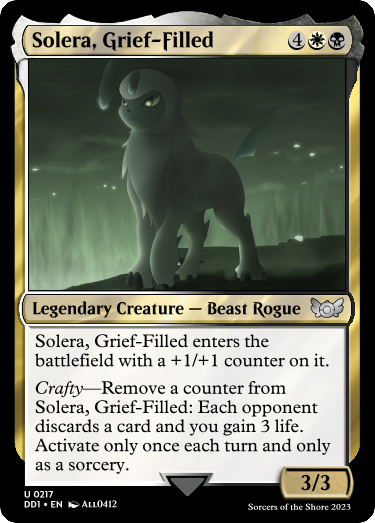 Solera, Grief-Filled 4
Legendary Creature — Beast Rogue
Solera, Grief-Filled enters the
battlefield with a +1/+1 counter on it.
Crafty—Remove a counter from
Solera, Grief-Filled: Each opponent
discards a card and you gain 3 life.
Activate only once each turn and only
as a sorcery.
3/3
U 0217
DD1 • EN ALL0412
Sorcers of the Shore 2023